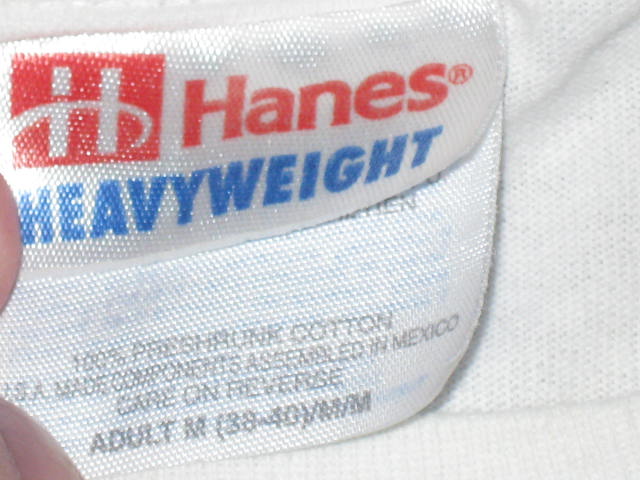 Hanes®
HEAVYWEIGHT
100% PRESHRUNK COTTON
U.S.A. MADE COMPONENTS ASSEMBLED IN MEXICO
CARE ON REVERSE
ADULT M (38-40)/M/M